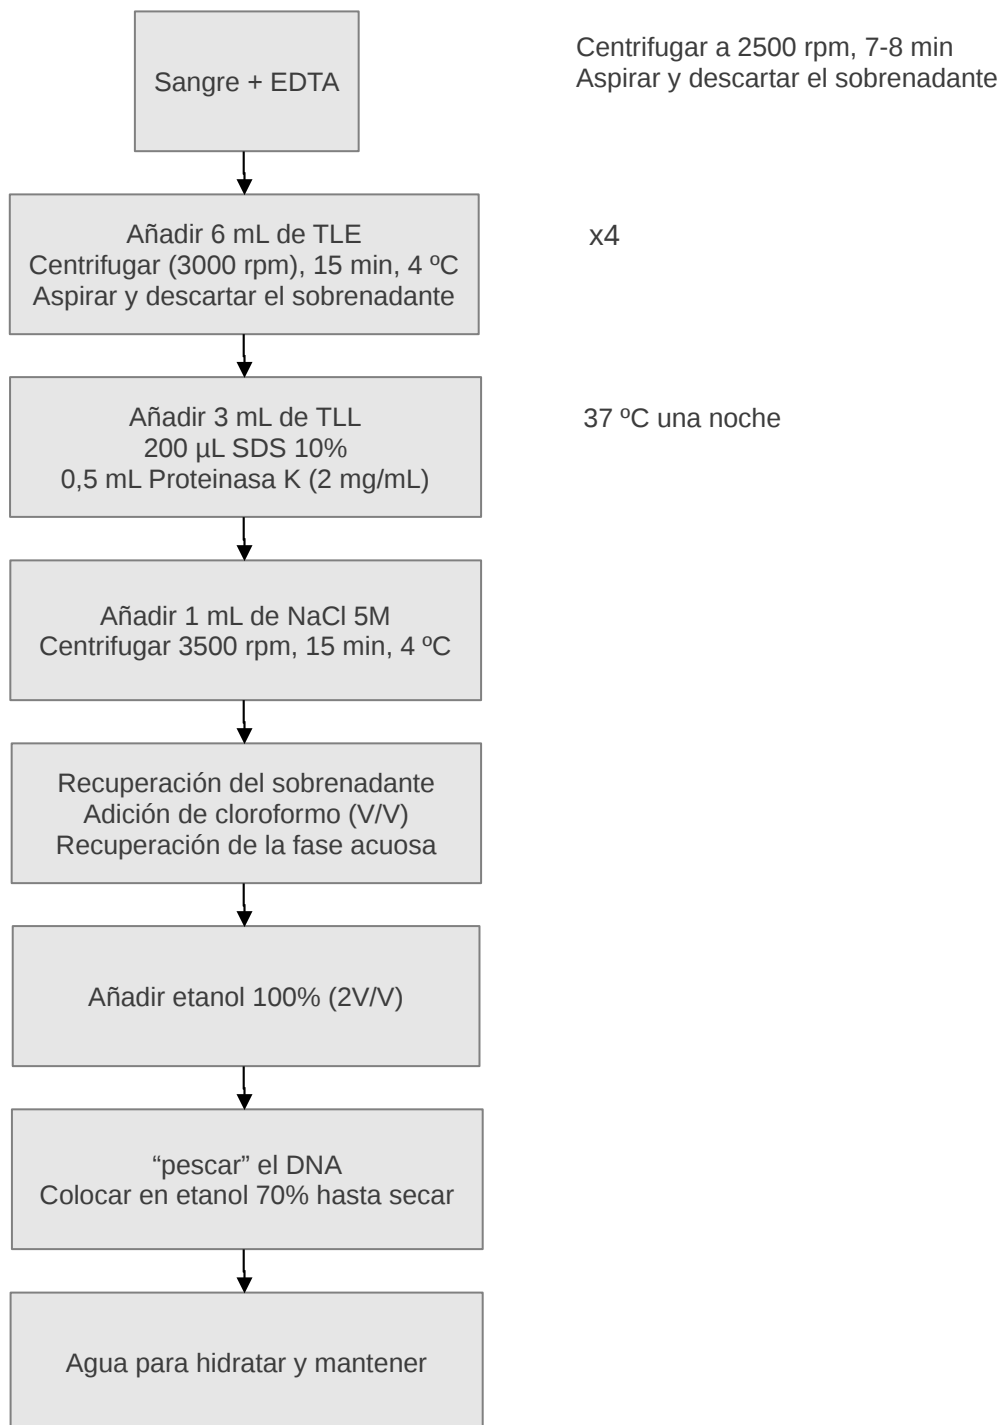 Sangre + EDTA
Centrifugar a 2500 rpm, 7-8 min
Aspirar y descartar el sobrenadante
Añadir 6 mL de TLE
Centrifugar (3000 rpm), 15 min, 4 ºC
Aspirar y descartar el sobrenadante
x4
Añadir 3 mL de TLL
200 µL SDS 10%
0,5 mL Proteinasa K (2 mg/mL)
37 ºC una noche
Añadir 1 mL de NaCl 5M
Centrifugar 3500 rpm, 15 min, 4 ºC
Recuperación del sobrenadante
Adición de cloroformo (V/V)
Recuperación de la fase acuosa
Añadir etanol 100% (2V/V)
“pescar” el DNA
Colocar en etanol 70% hasta secar
Agua para hidratar y mantener